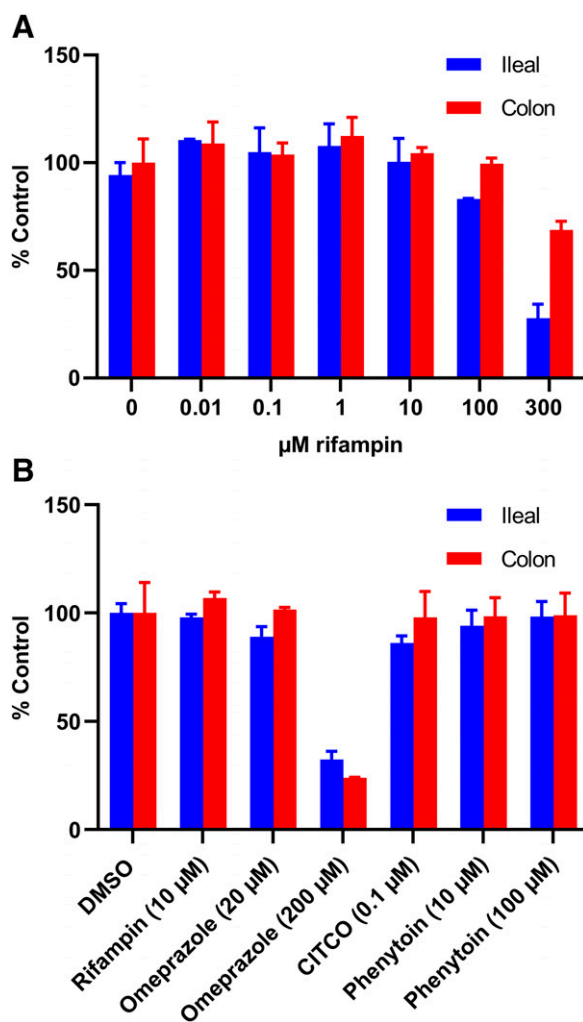 A
150
Ileal
Colon
100
% Control
50
0
0 0.01 0.1 1 10 100 300
µM rifampin
B
150
Ileal
Colon
100
% Control
50
0
DMSO
Rifampin (10 µM)
Omeprazole (20 µM)
Omeprazole (200 µM)
CITCO (0.1 µM)
Phenytoin (10 µM)
Phenytoin (100 µM)